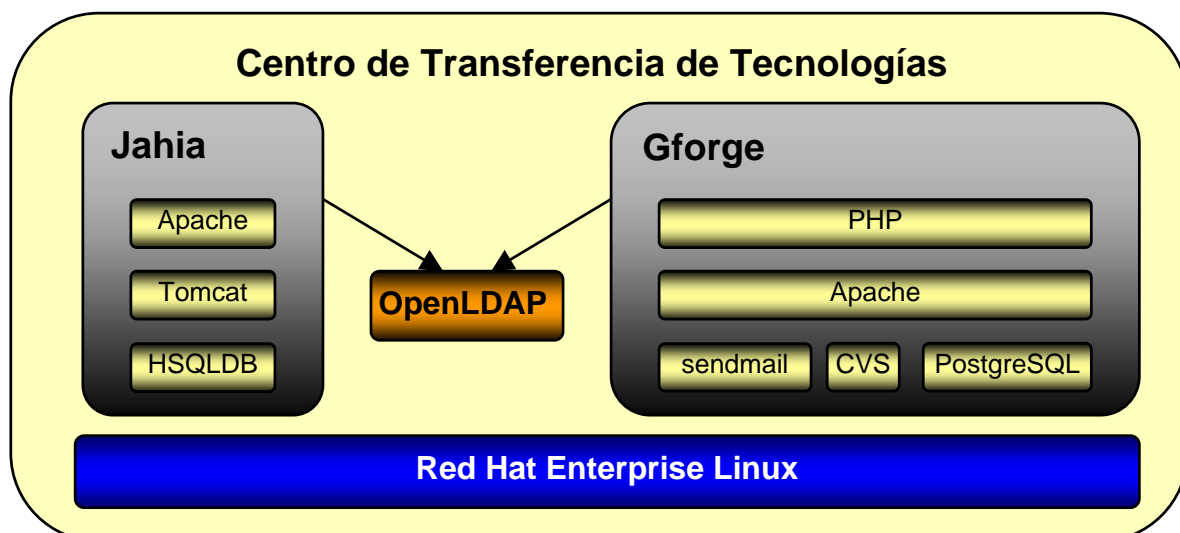 Centro de Transferencia de Tecnologías
Jahia
Apache
Tomcat
HSQLDB
OpenLDAP
Gforge
PHP
Apache
sendmail CVS PostgreSQL
Red Hat Enterprise Linux